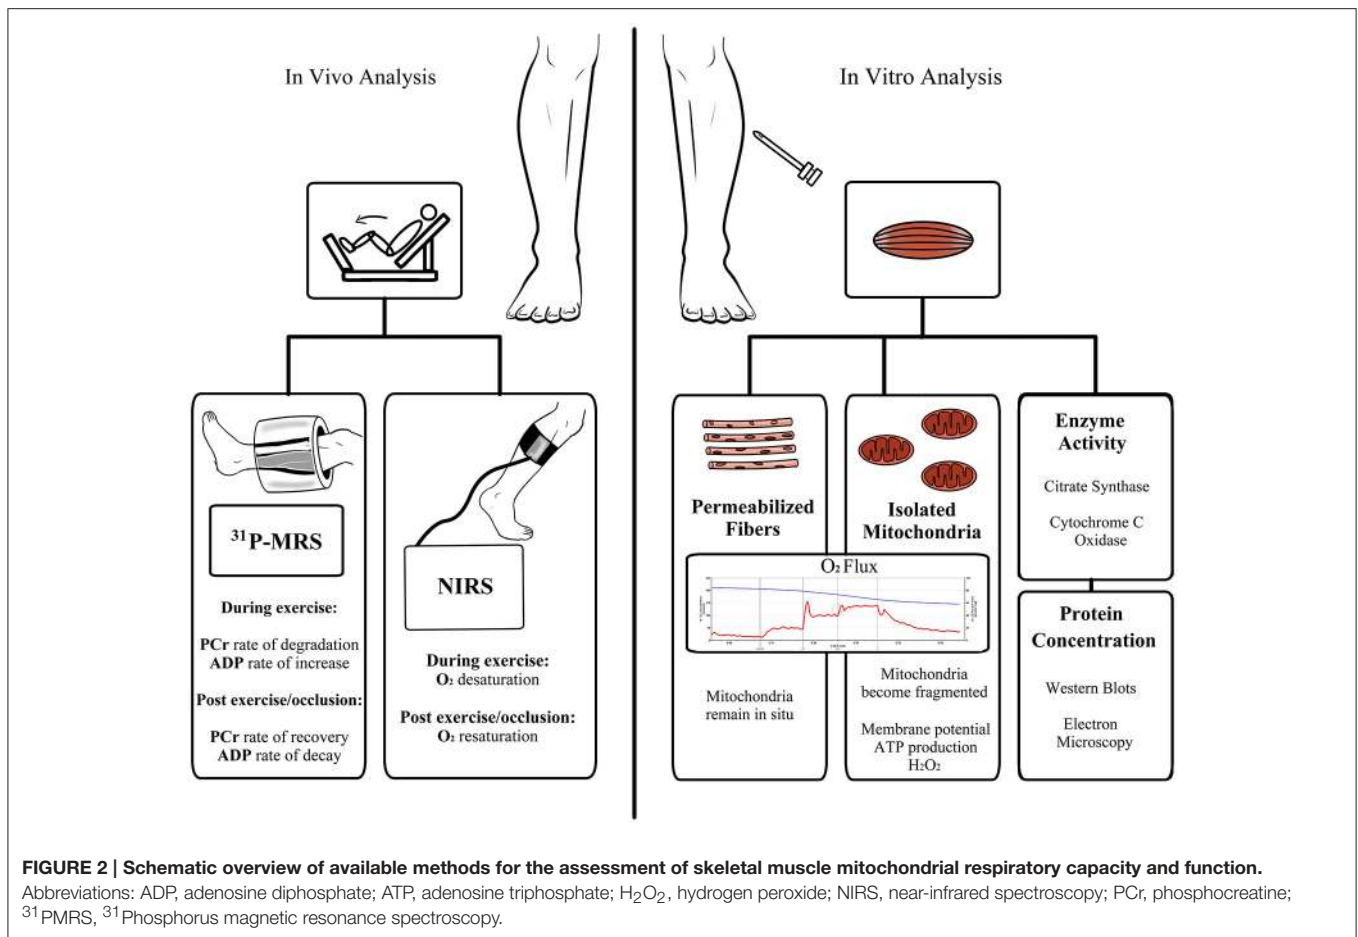 In Vivo Analysis
In Vitro Analysis
³¹P-MRS
During exercise:
PCr rate of degradation
ADP rate of increase
Post exercise/occlusion:
PCr rate of recovery
ADP rate of decay
NIRS
During exercise:
O₂ desaturation
Post exercise/occlusion:
O₂ resaturation
Permeabilized
Fibers
Isolated
Mitochondria
O₂ Flux
Mitochondria
remain in situ
Mitochondria
become fragmented
Membrane potential
ATP production
H₂O₂
Enzyme
Activity
Citrate Synthase
Cytochrome C
Oxidase
Protein
Concentration
Western Blots
Electron
Microscopy
FIGURE 2 | Schematic overview of available methods for the assessment of skeletal muscle mitochondrial respiratory capacity and function.
Abbreviations: ADP, adenosine diphosphate; ATP, adenosine triphosphate; H₂O₂, hydrogen peroxide; NIRS, near-infrared spectroscopy; PCr, phosphocreatine;
³¹PMRS, ³¹Phosphorus magnetic resonance spectroscopy.